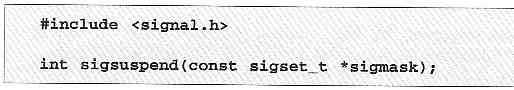 #include <signal.h>
int sigsuspend(const sigset_t *sigmask);